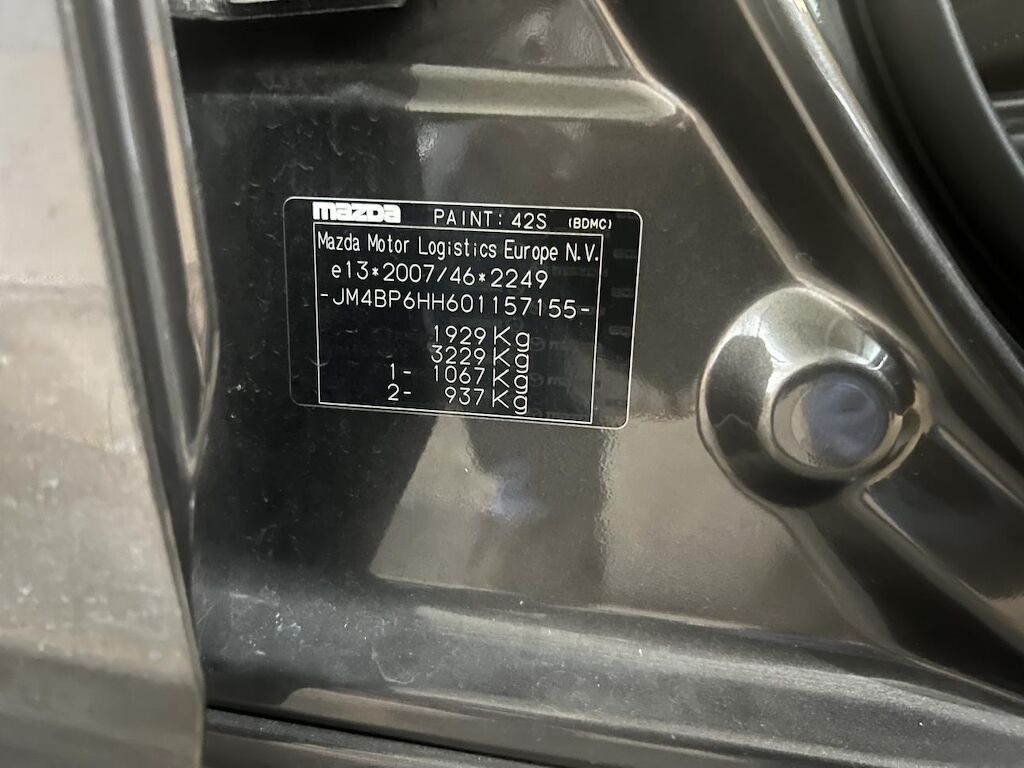 mazda PAINT: 42S (BDMC)
Mazda Motor Logistics Europe N.V.
e13*2007/46*2249
-JM4BP6HH601157155-
1929 Kg
3229 Kg
1- 1067 Kg
2- 937 Kg